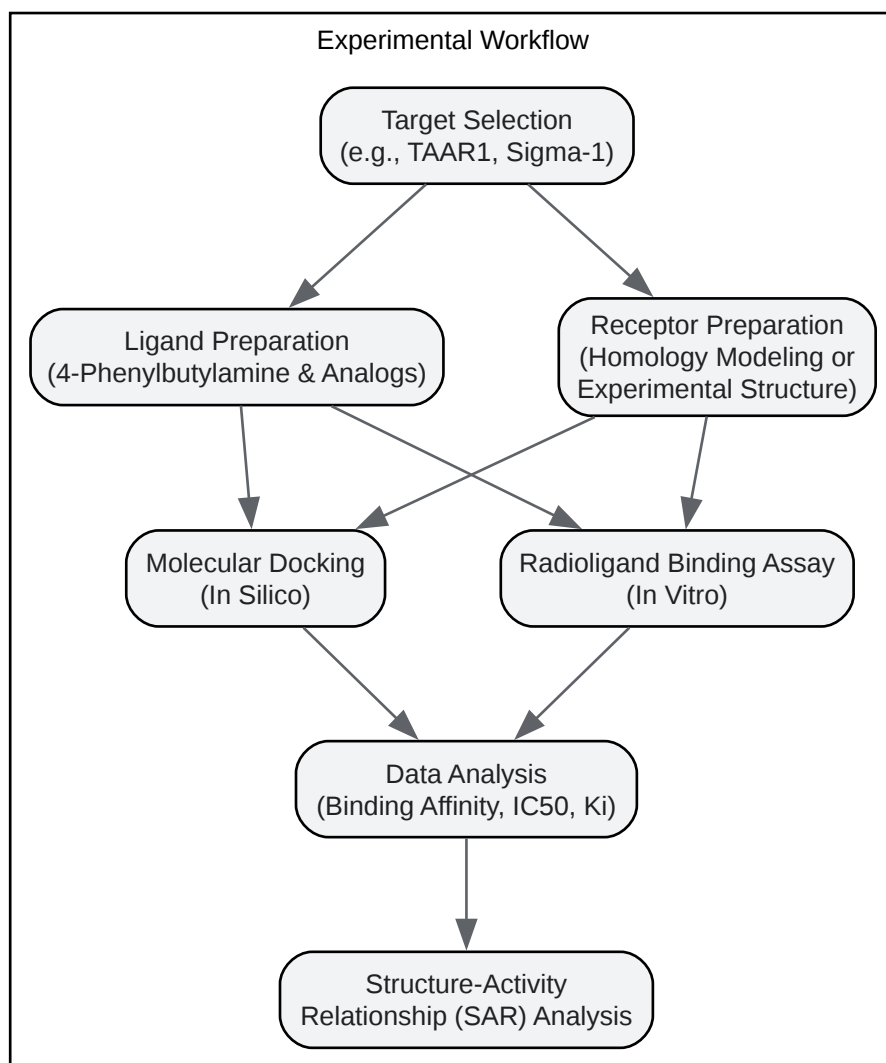 Experimental Workflow
Target Selection
(e.g., TAAR1, Sigma-1)
Ligand Preparation
(4-Phenylbutylamine & Analogs)
Receptor Preparation
(Homology Modeling or
Experimental Structure)
Molecular Docking
(In Silico)
Radioligand Binding Assay
(In Vitro)
Data Analysis
(Binding Affinity, IC50, Ki)
Structure-Activity
Relationship (SAR) Analysis